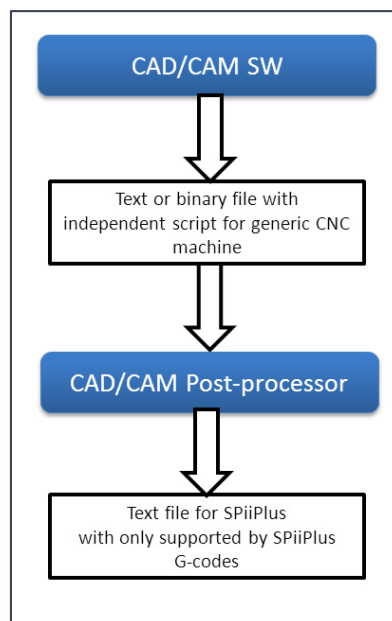 CAD/CAM SW
Text or binary file with
independent script for generic CNC
machine
CAD/CAM Post-processor
Text file for SPiiPlus
with only supported by SPiiPlus
G-codes